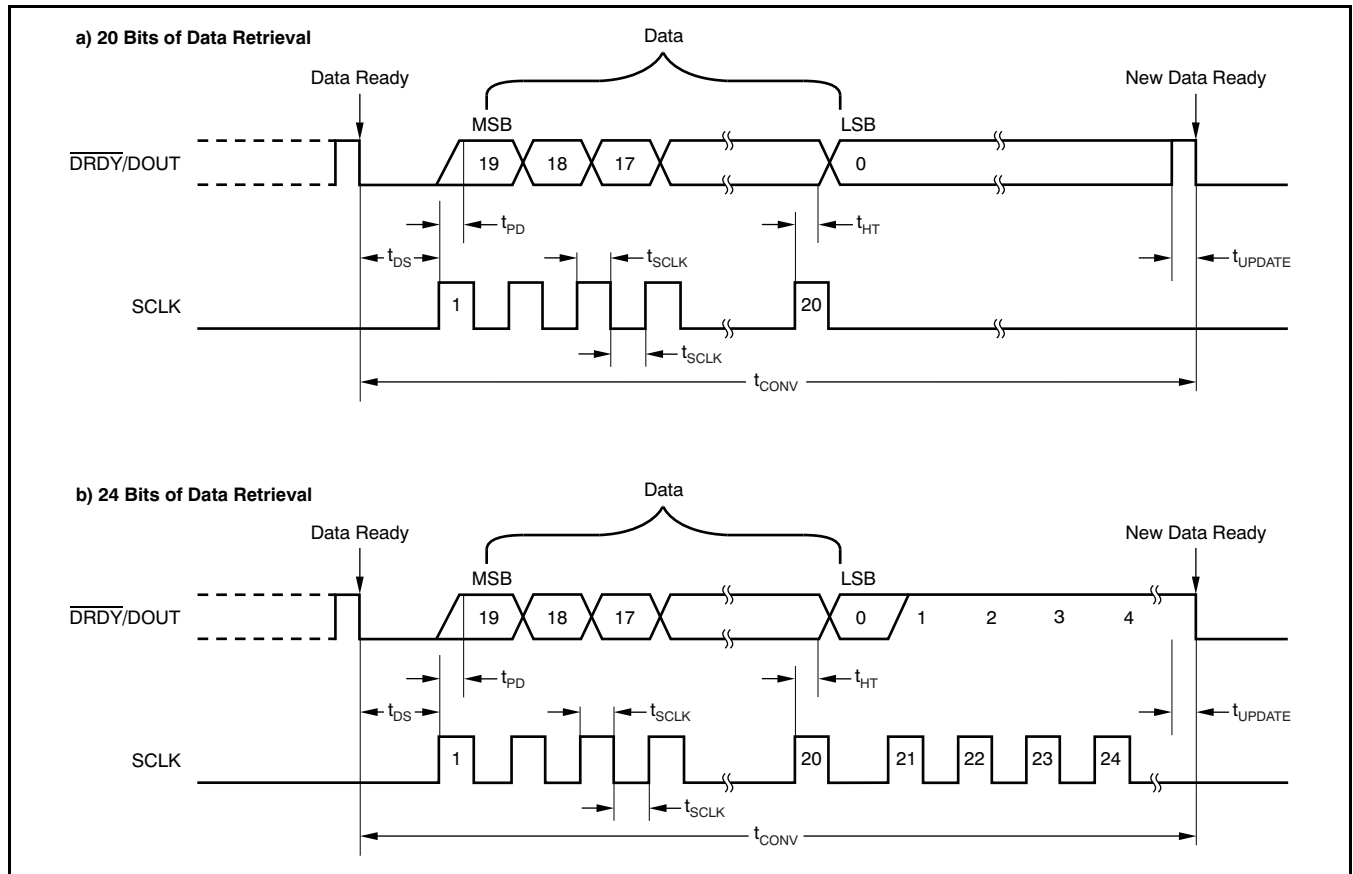 a) 20 Bits of Data Retrieval
Data
Data Ready
New Data Ready
MSB
LSB
DRDY/DOUT
19 18 17 0
tPD
tHT
tDS
tSCLK
tUPDATE
SCLK
1 20
tSCLK
tCONV
b) 24 Bits of Data Retrieval
Data
Data Ready
New Data Ready
MSB
LSB
DRDY/DOUT
19 18 17 0 1 2 3 4
tPD
tHT
tDS
tSCLK
tUPDATE
SCLK
1 20 21 22 23 24
tSCLK
tCONV